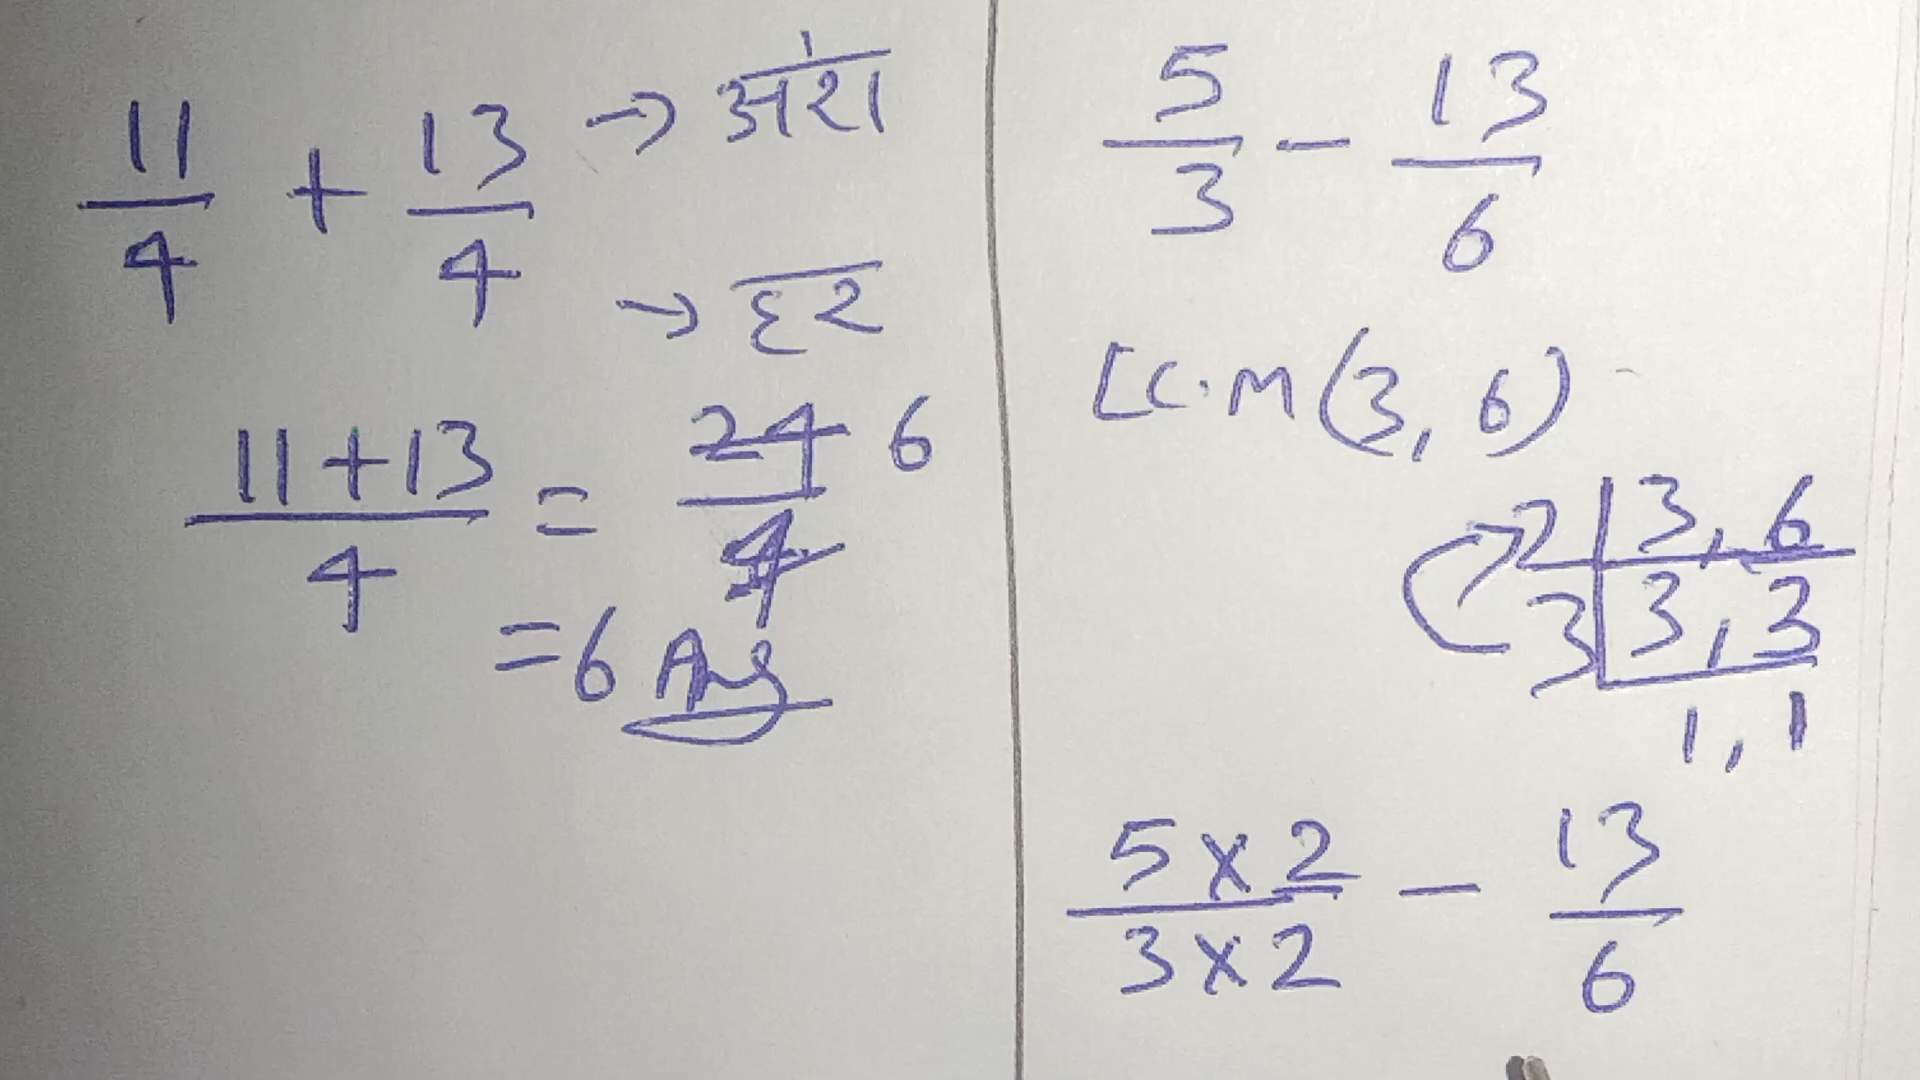 11/4 + 13/4 → अंश
→ हर
11+13/4 = 24/4 6
= 6 Ans
5/3 - 13/6
LC.M (3, 6)
2 | 3, 6
3 | 3, 3
1, 1
5×2/3×2 - 13/6